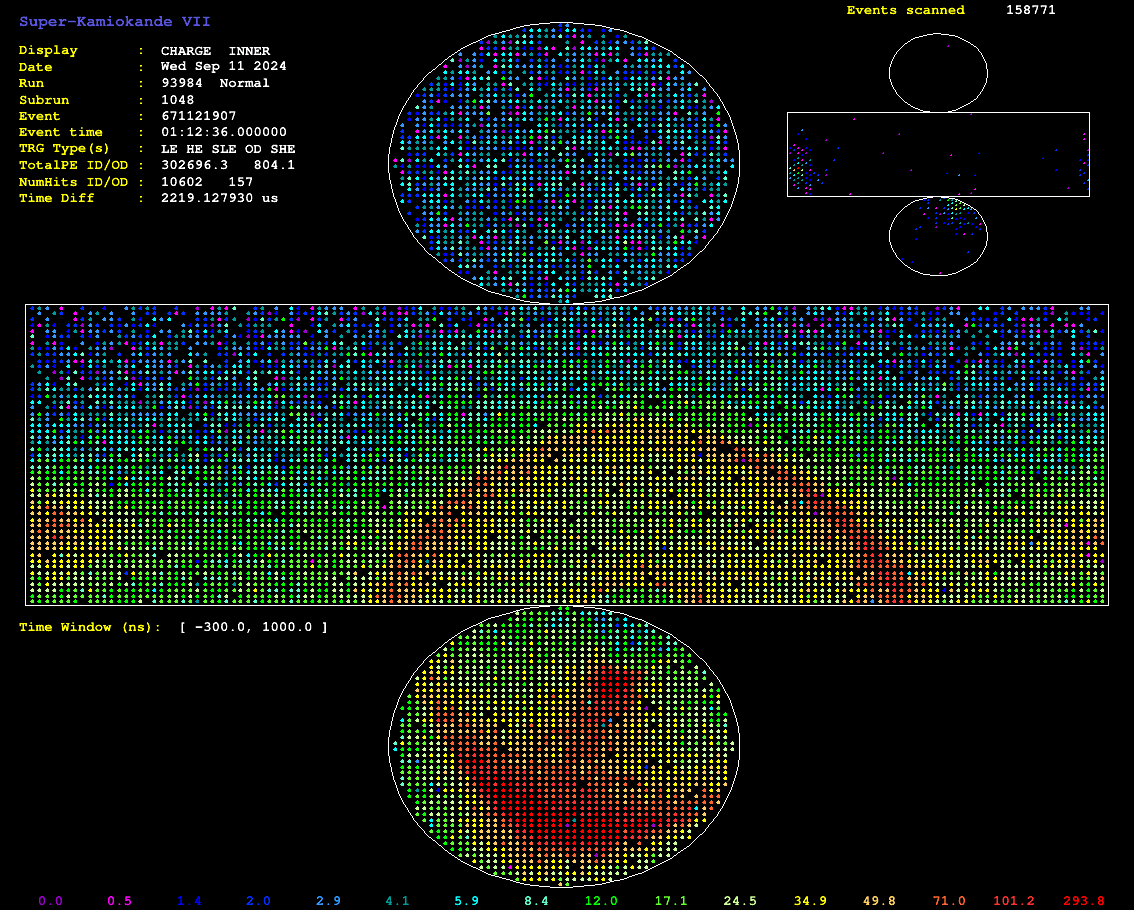 Super-Kamiokande VII
Events scanned 158771
Display : CHARGE INNER
Date : Wed Sep 11 2024
Run : 93984 Normal
Subrun : 1048
Event : 671121907
Event time : 01:12:36.000000
TRG Type(s) : LE HE SLE OD SHE
TotalPE ID/OD : 302696.3 804.1
NumHits ID/OD : 10602 157
Time Diff : 2219.127930 us
Time Window (ns): [ -300.0, 1000.0 ]
0.0 0.5 1.4 2.0 2.9 4.1 5.9 8.4 12.0 17.1 24.5 34.9 49.8 71.0 101.2 293.8